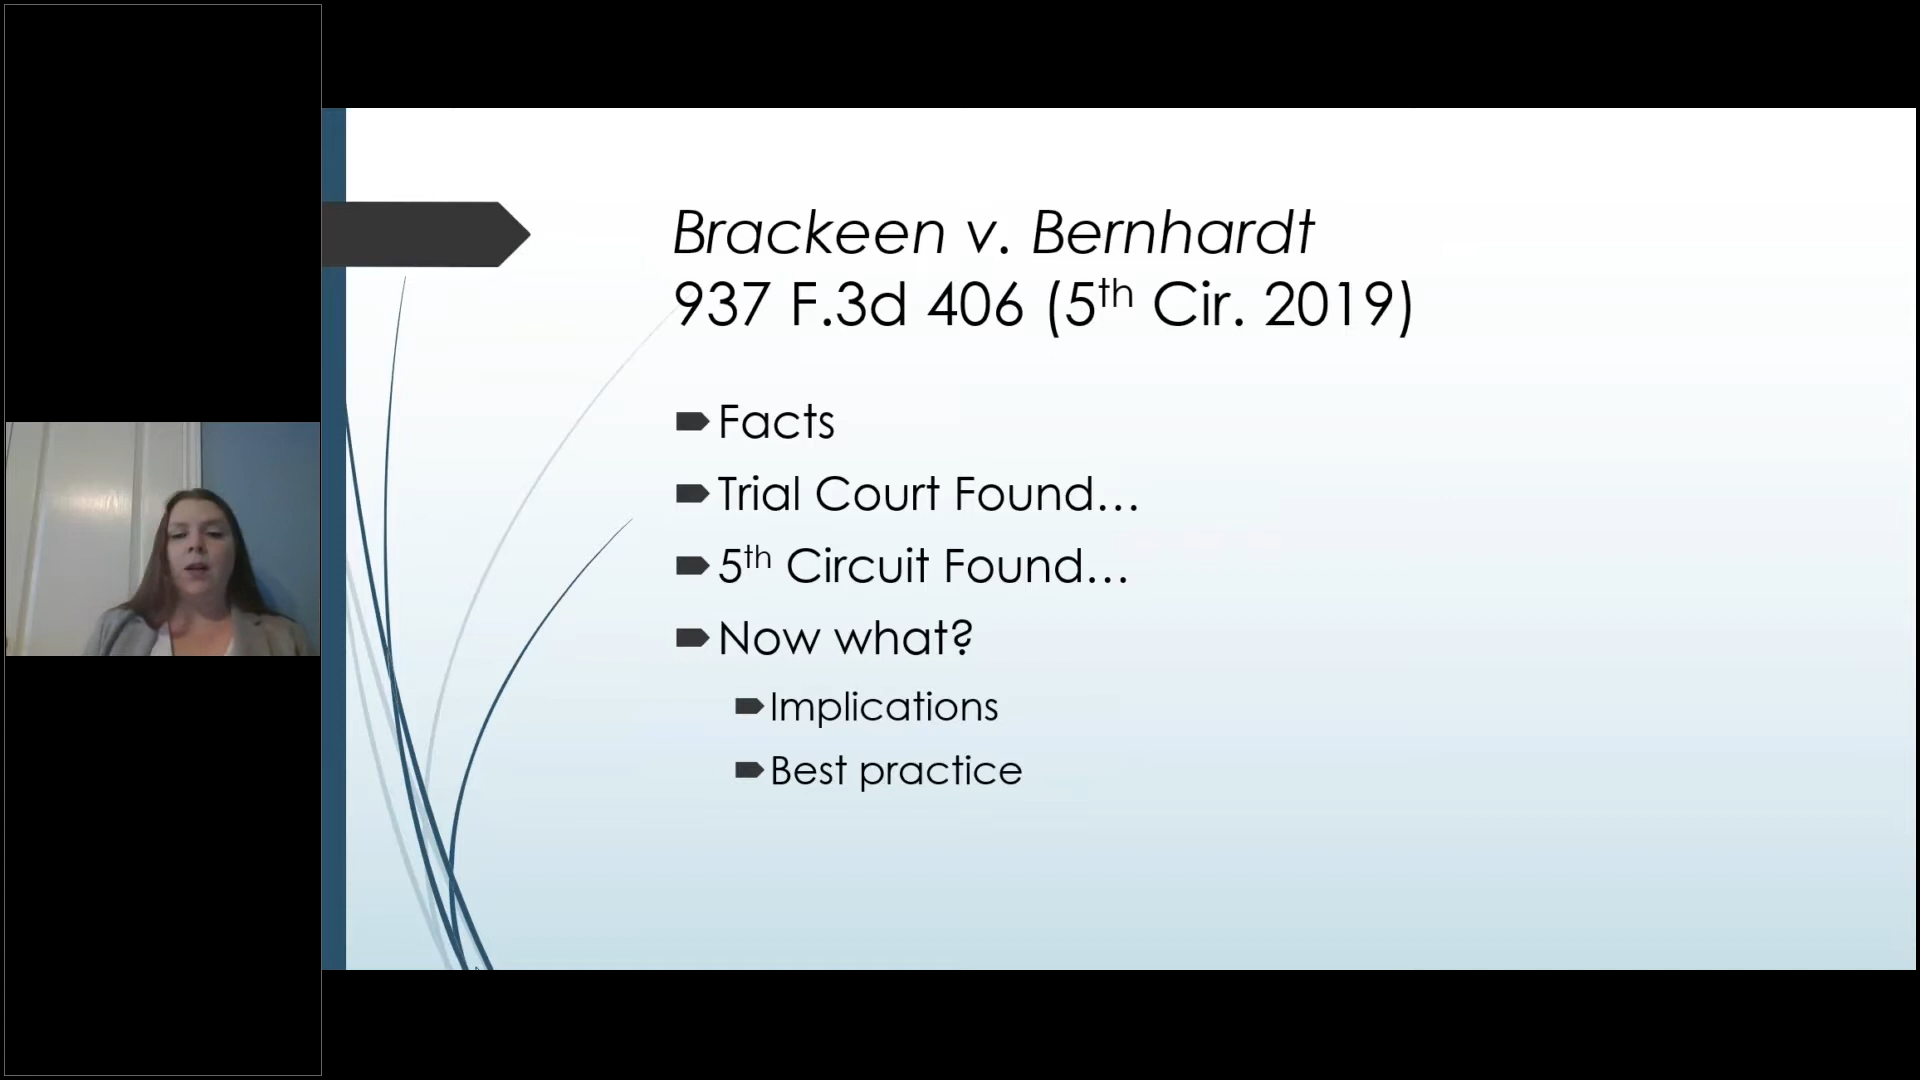 Brackeen v. Bernhardt
937 F.3d 406 (5th Cir. 2019)
Facts
Trial Court Found…
5th Circuit Found…
Now what?
Implications
Best practice